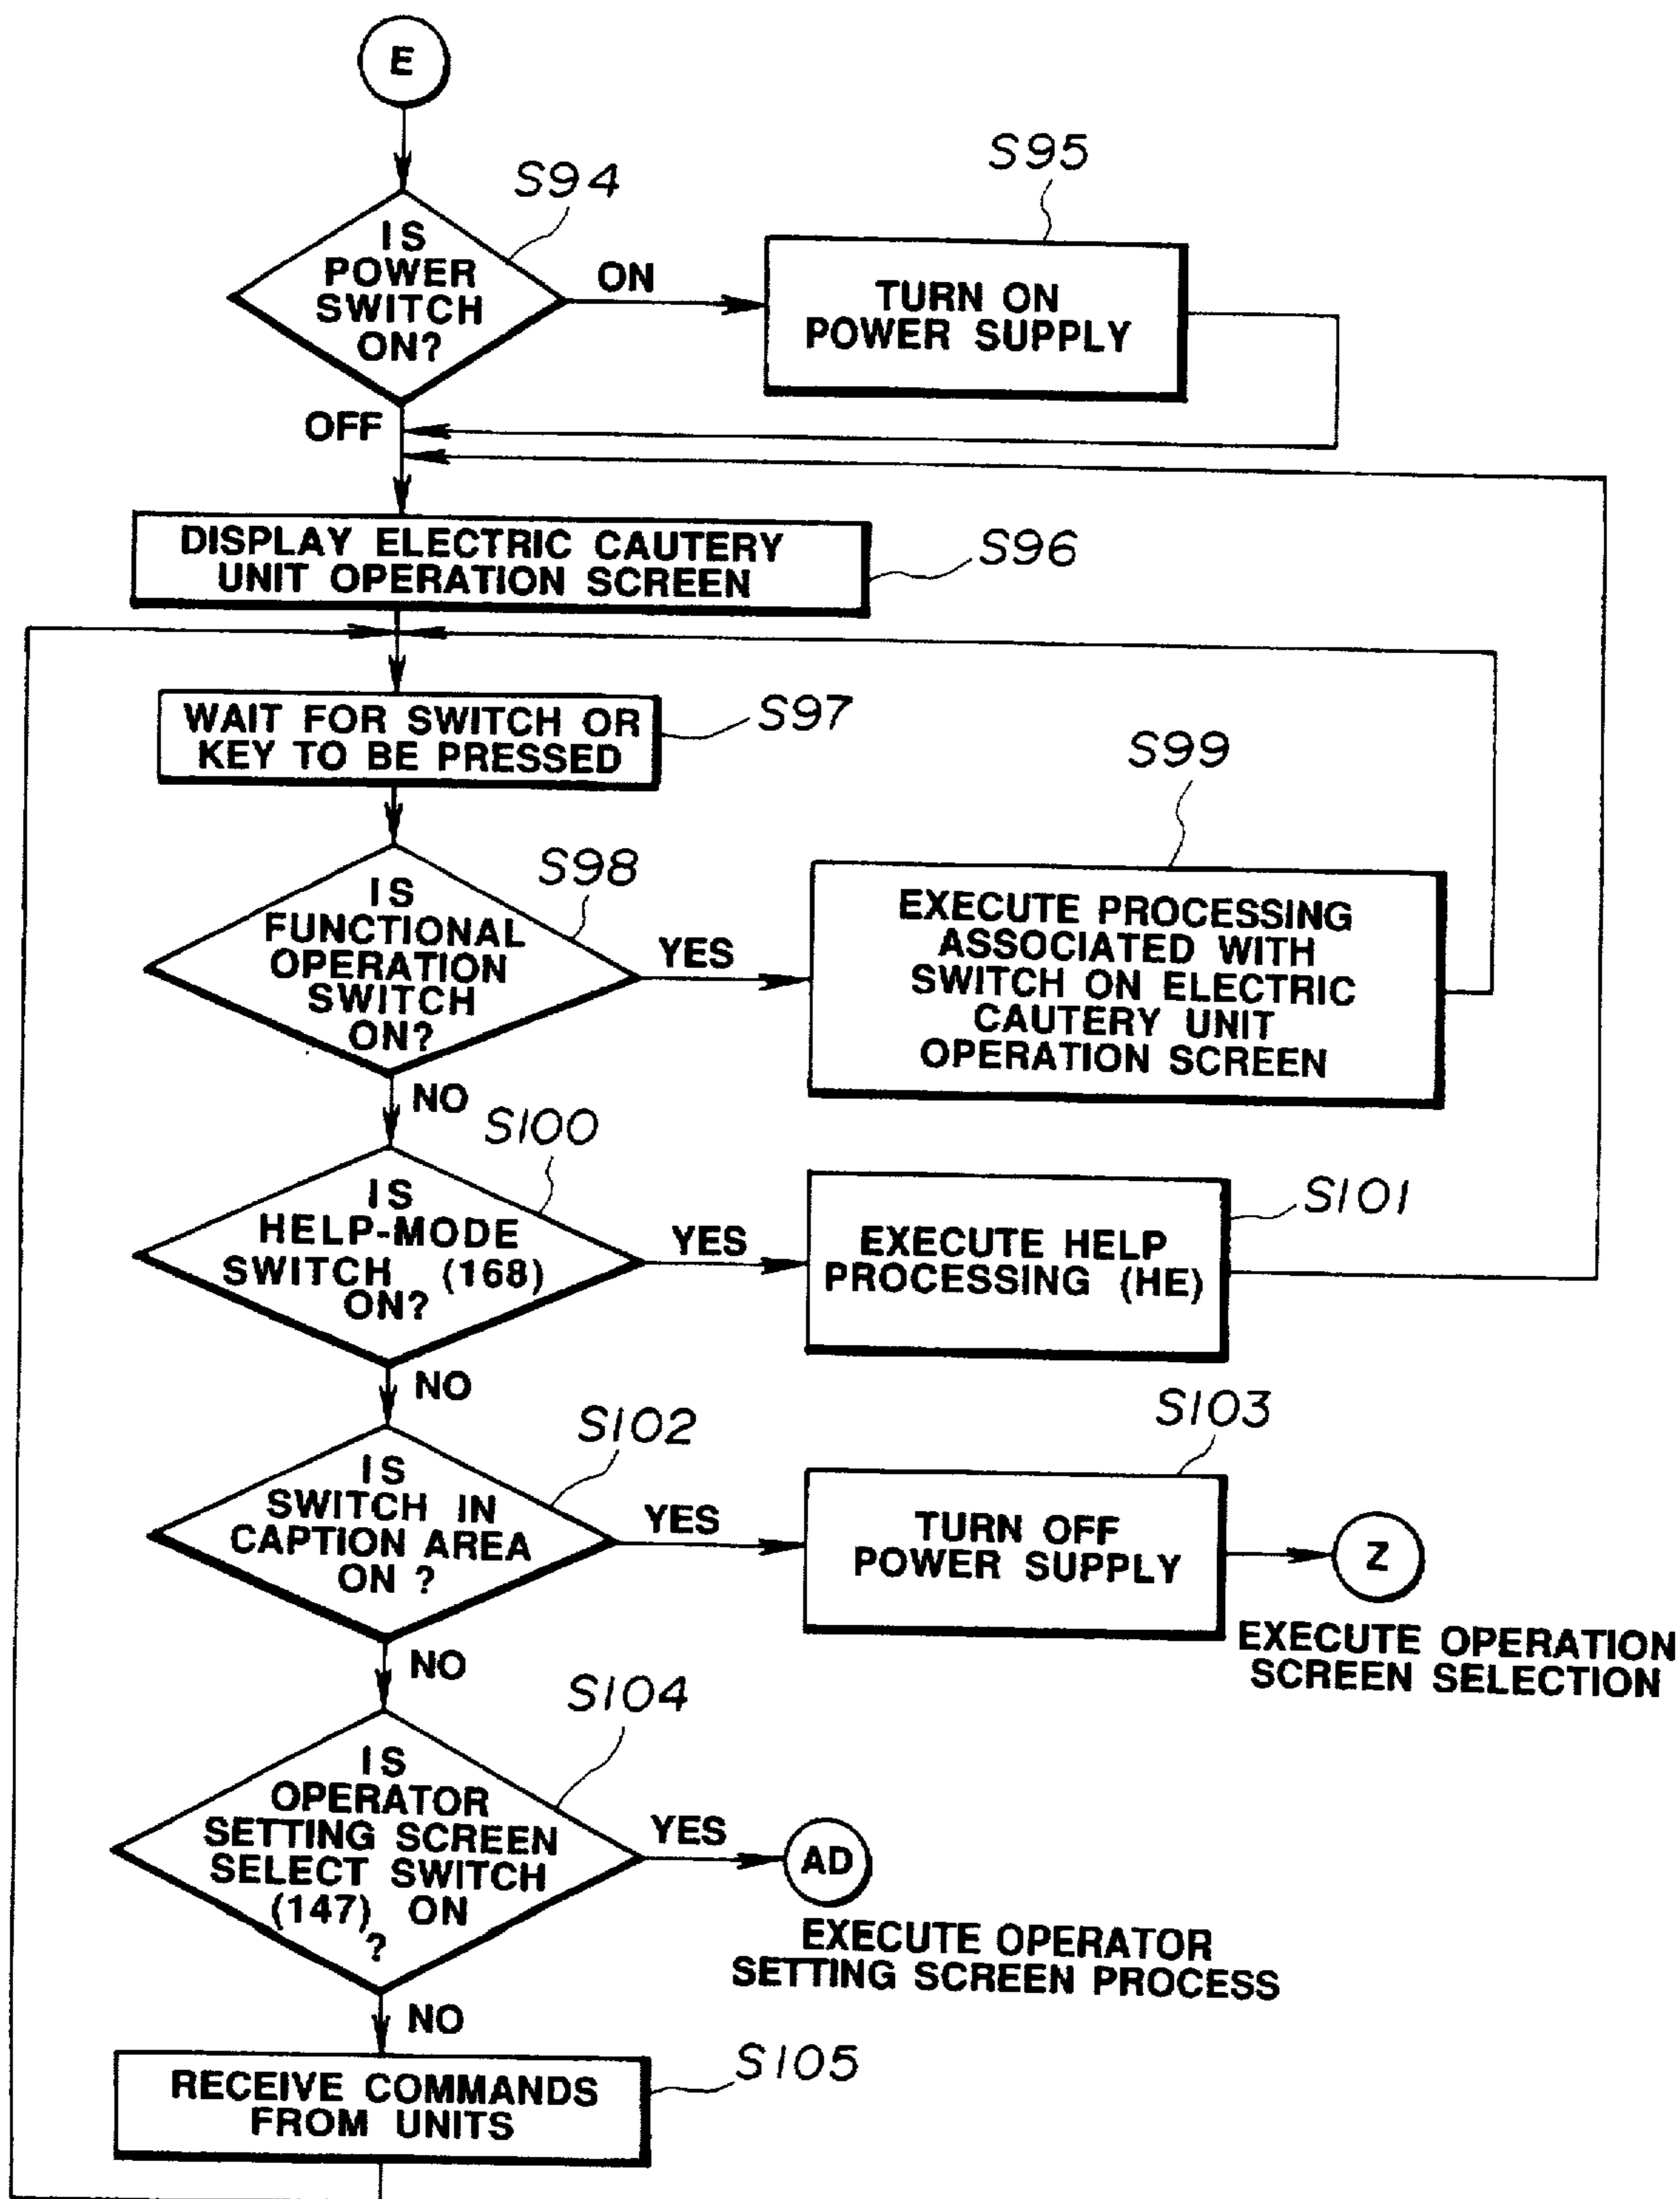 E
S94
S95
IS
POWER
SWITCH
ON?
ON
TURN ON
POWER SUPPLY
OFF
DISPLAY ELECTRIC CAUTERY
UNIT OPERATION SCREEN
S96
WAIT FOR SWITCH OR
KEY TO BE PRESSED
S97
S98
S99
IS
FUNCTIONAL
OPERATION
SWITCH
ON?
YES
EXECUTE PROCESSING
ASSOCIATED WITH
SWITCH ON ELECTRIC
CAUTERY UNIT
OPERATION SCREEN
NO
S100
IS
HELP-MODE
SWITCH (168)
ON?
YES
EXECUTE HELP
PROCESSING (HE)
S101
NO
S102
S103
IS
SWITCH IN
CAPTION AREA
ON ?
YES
TURN OFF
POWER SUPPLY
Z
EXECUTE OPERATION
SCREEN SELECTION
NO
S104
IS
OPERATOR
SETTING SCREEN
SELECT SWITCH
(147) ON
?
YES
AD
EXECUTE OPERATOR
SETTING SCREEN PROCESS
NO
RECEIVE COMMANDS
FROM UNITS
S105